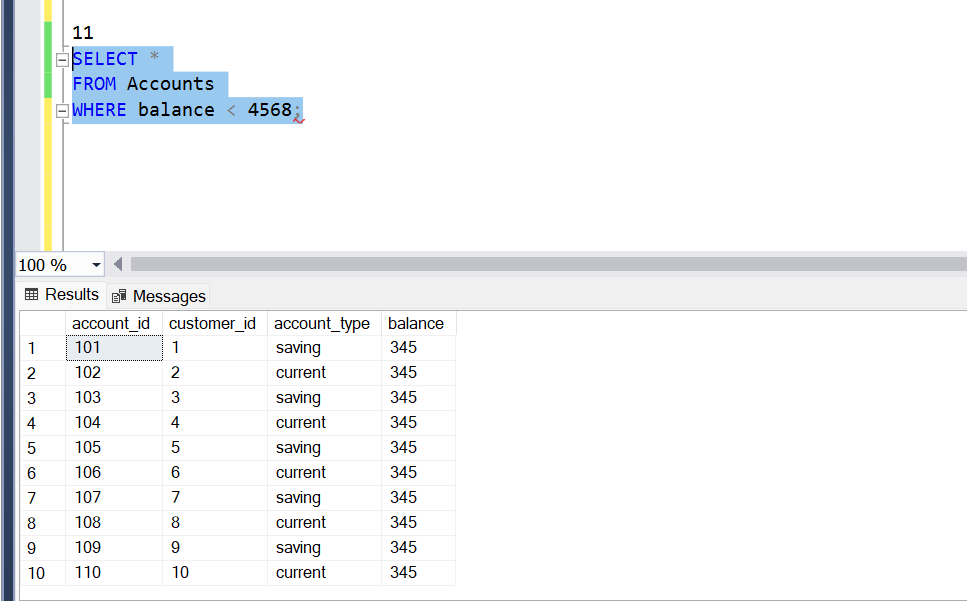 11
SELECT *
FROM Accounts
WHERE balance < 4568;
100 %
Results Messages
account_id customer_id account_type balance
1 101 1 saving 345
2 102 2 current 345
3 103 3 saving 345
4 104 4 current 345
5 105 5 saving 345
6 106 6 current 345
7 107 7 saving 345
8 108 8 current 345
9 109 9 saving 345
10 110 10 current 345